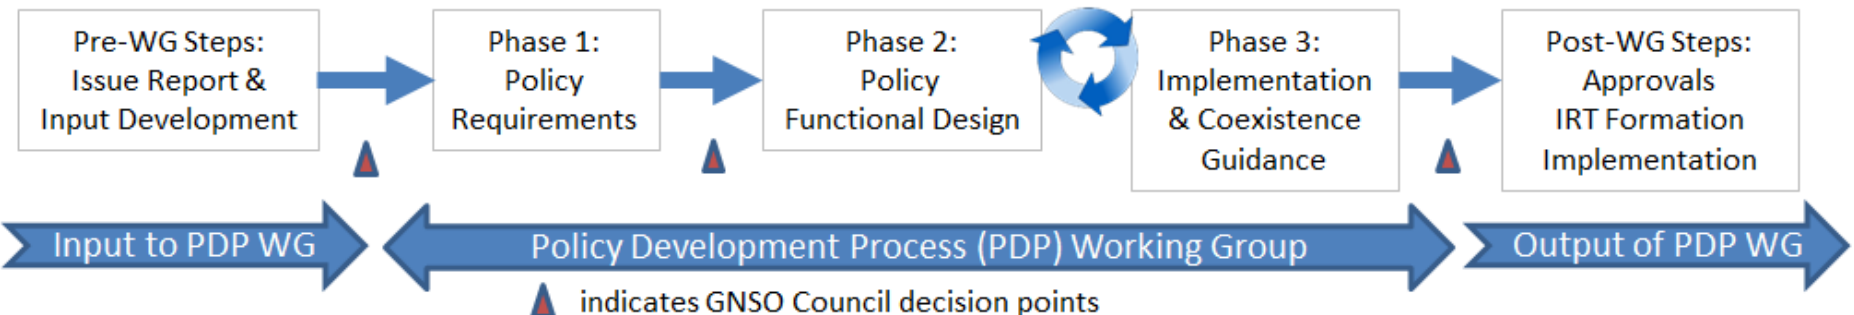 Pre-WG Steps:
Issue Report &
Input Development
Phase 1:
Policy
Requirements
Phase 2:
Policy
Functional Design
Phase 3:
Implementation
& Coexistence
Guidance
Post-WG Steps:
Approvals
IRT Formation
Implementation
Input to PDP WG
Policy Development Process (PDP) Working Group
Output of PDP WG
indicates GNSO Council decision points